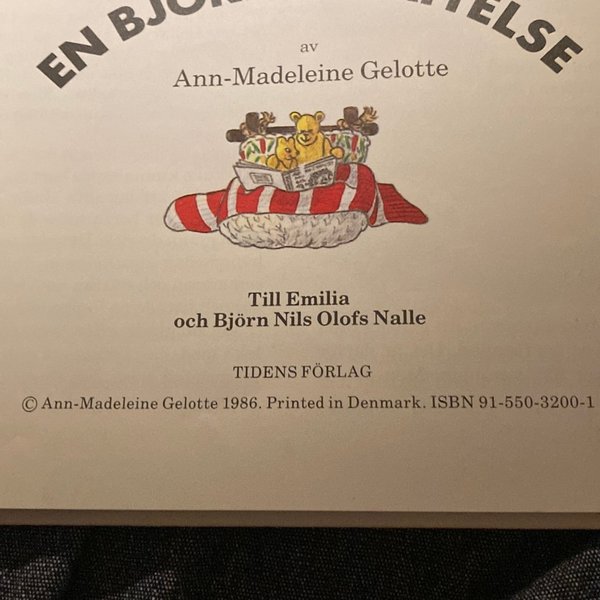 EN
av
Ann-Madeleine Gelotte
Till Emilia
och Björn Nils Olofs Nalle
TIDENS FÖRLAG
© Ann-Madeleine Gelotte 1986. Printed in Denmark. ISBN 91-550-3200-1